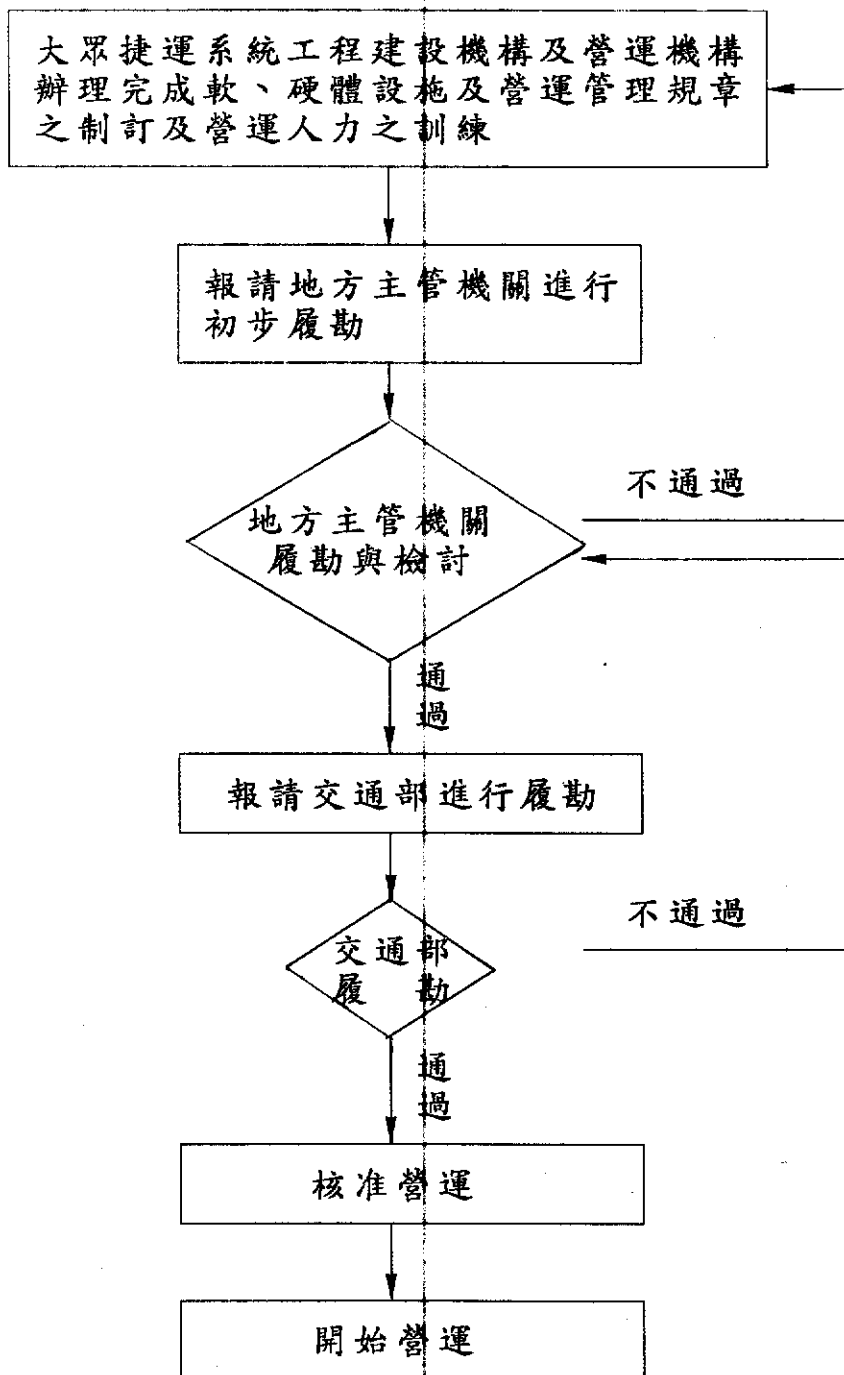 大眾捷運系統工程建設機構及營運機構
辦理完成軟、硬體設施及營運管理規章
之制訂及營運人力之訓練
報請地方主管機關進行
初步履勘
地方主管機關
履勘與檢討
不通過
通
過
報請交通部進行履勘
交通部
履勘
不通過
通
過
核准營運
開始營運